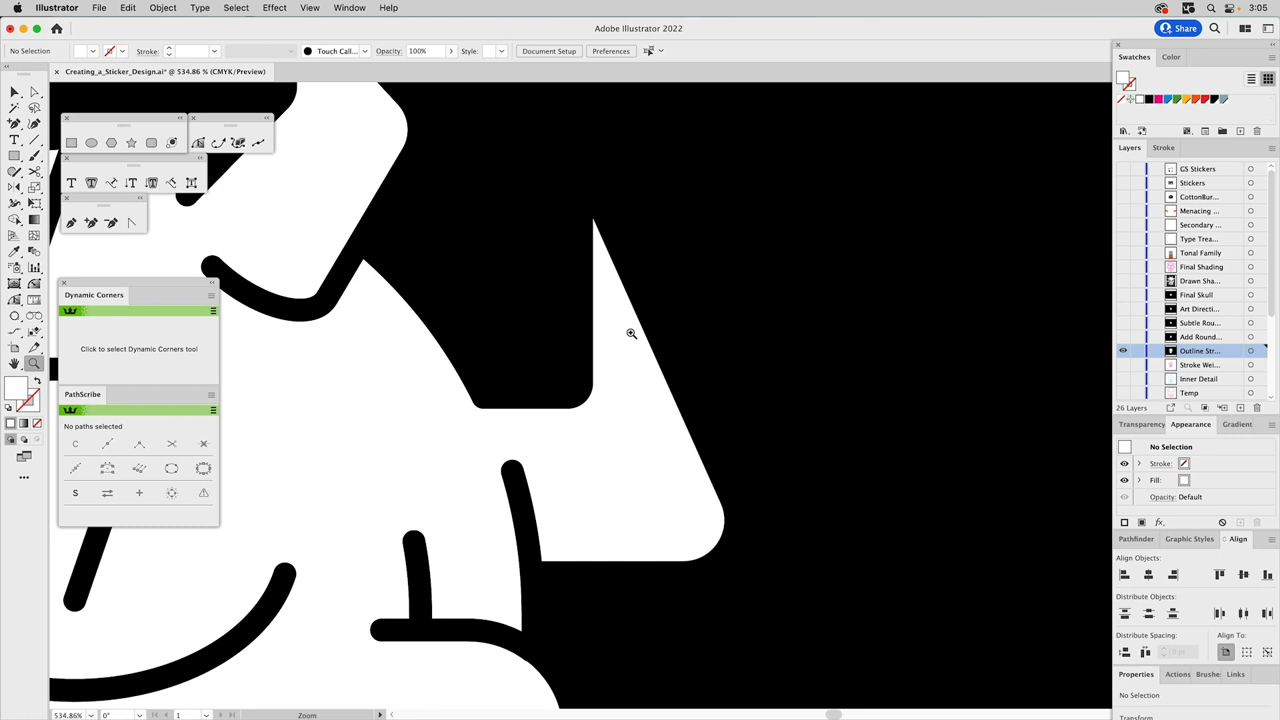 Illustrator File Edit Object Type Select Effect View Window Help 3:05
Adobe Illustrator 2022
Share
No Selection Stroke: Touch Call... Opacity: 100% Style: Document Setup Preferences
× Creating_a_Sticker_Design.ai* @ 534.86 % (CMYK/Preview)
Swatches Color
Layers Stroke
GS Stickers
Stickers
CottonBur...
Menacing ...
Secondary ...
Type Trea...
Tonal Family
Final Shading
Drawn Sha...
Final Skull
Art Directi...
Subtle Rou...
Add Round...
Outline Str...
Stroke Wei...
Inner Detail
Temp
26 Layers
Transparency Appearance Gradient
No Selection
Stroke:
Fill:
Opacity: Default
fx
Pathfinder Graphic Styles Align
Align Objects:
Distribute Objects:
Distribute Spacing: Align To:
0 pt
Properties Actions Brushe Links
No Selection
Transform
Dynamic Corners
Click to select Dynamic Corners tool
PathScribe
No paths selected
534.86% 0° 1 Zoom